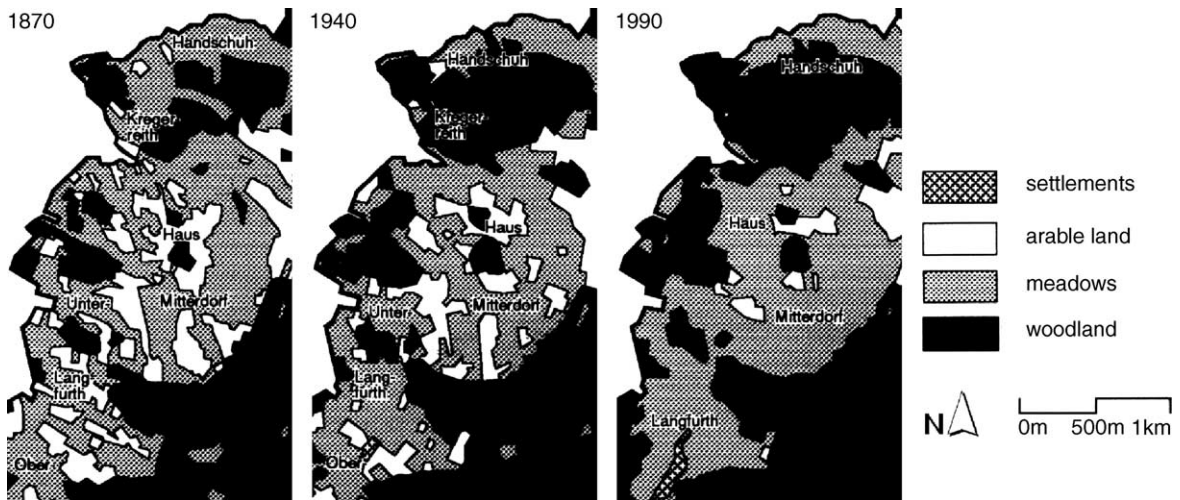 1870
Handschuh
Kreger-
reith
Haus
Unter-
Mitterdorf
Lang-
furth
Ober-
1940
Handschuh
Kreger-
reith
Haus
Unter-
Mitterdorf
Lang-
furth
Ober-
1990
Handschuh
Haus
Mitterdorf
Langfurth
settlements
arable land
meadows
woodland
N
0m 500m 1km